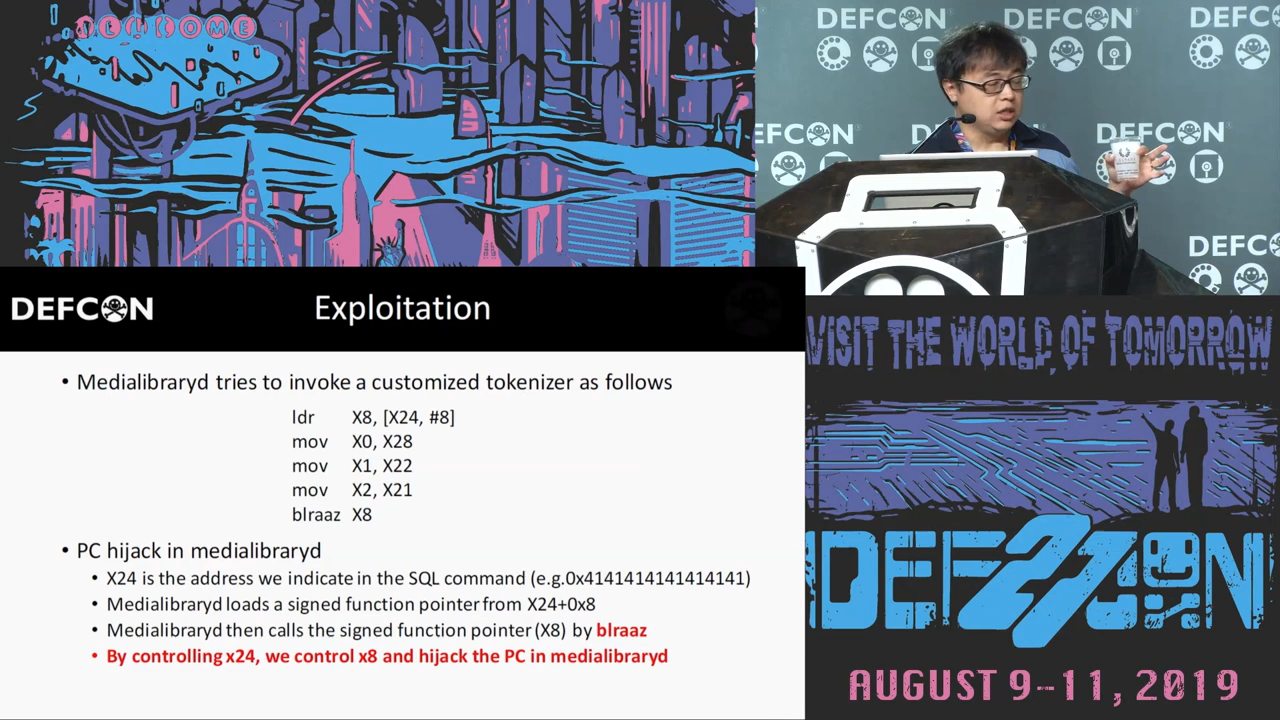 WELCOME
DEFCON
DEFCON
DEFCON
DEFCON
DEFCON
DEFCON
Exploitation
• Medialibraryd tries to invoke a customized tokenizer as follows
ldr X8, [X24, #8]
mov X0, X28
mov X1, X22
mov X2, X21
blraaz X8
• PC hijack in medialibraryd
• X24 is the address we indicate in the SQL command (e.g.0x4141414141414141)
• Medialibraryd loads a signed function pointer from X24+0x8
• Medialibraryd then calls the signed function pointer (X8) by blraaz
• By controlling x24, we control x8 and hijack the PC in medialibraryd
VISIT THE WORLD OF TOMORROW
DEF27CON
AUGUST 9-11, 2019